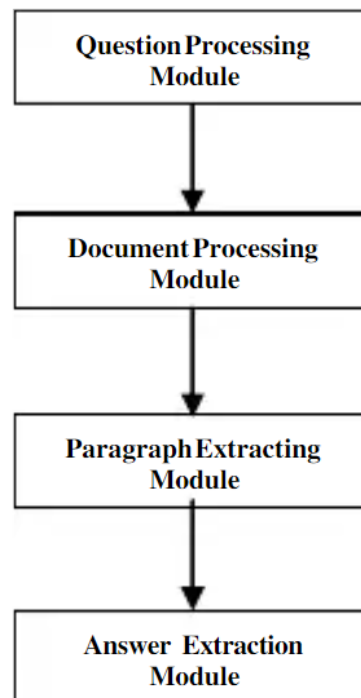 Question Processing
Module
Document Processing
Module
Paragraph Extracting
Module
Answer Extraction
Module